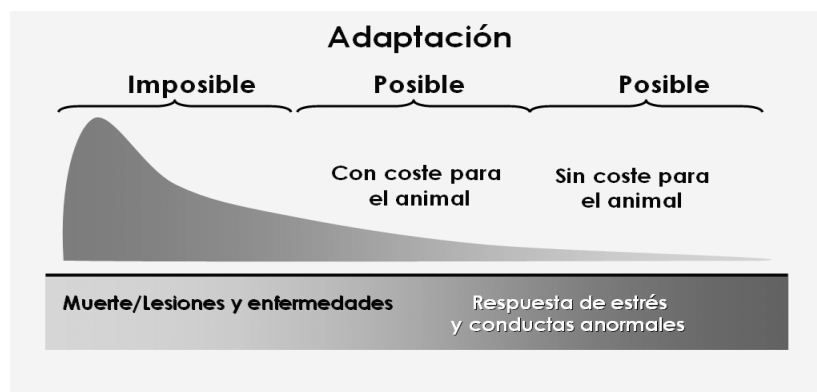 Adaptación
Imposible
Posible
Posible
Con coste para
el animal
Sin coste para
el animal
Muerte/Lesiones y enfermedades
Respuesta de estrés
y conductas anormales